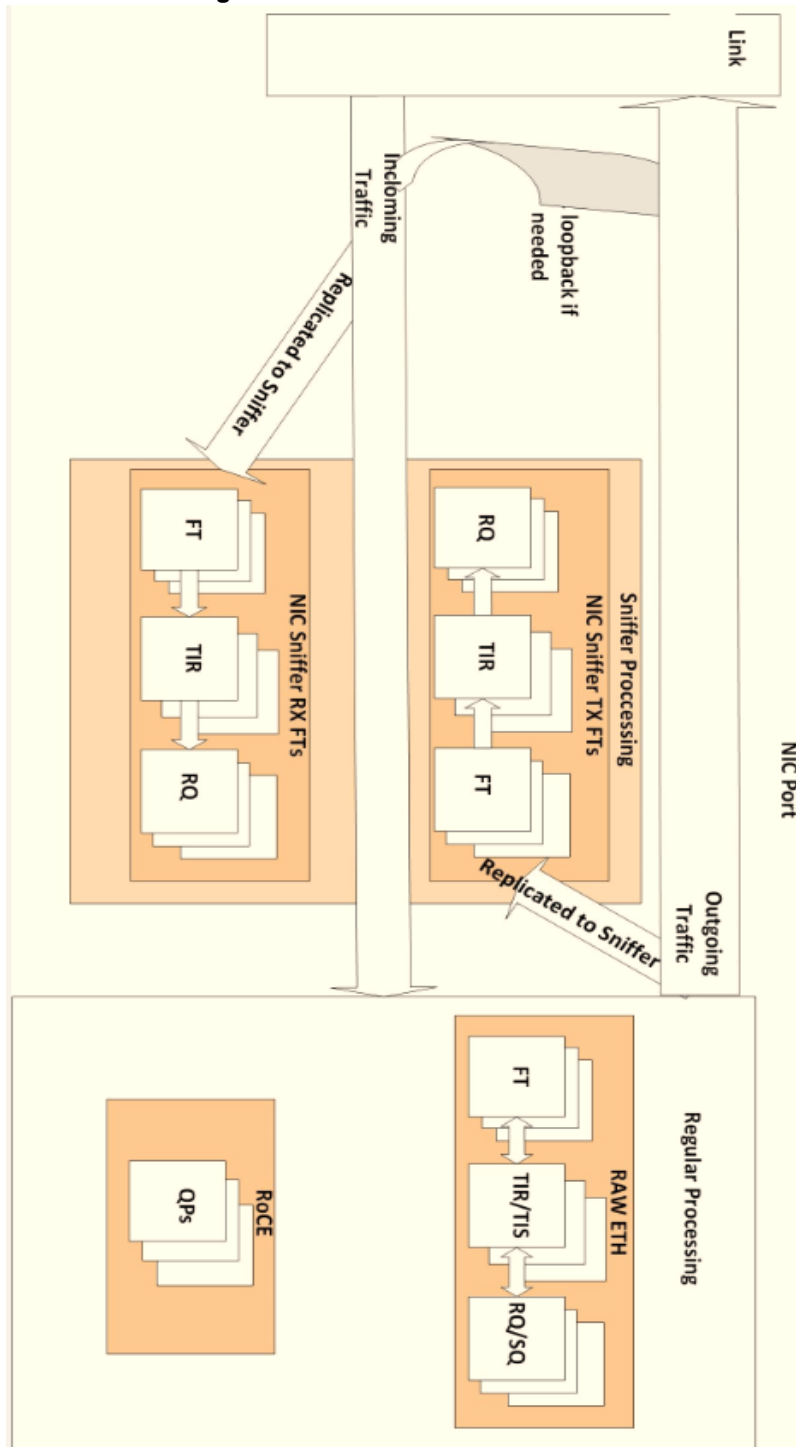 NIC Port
Link
Outgoing
Traffic
Regular Processing
Sniffer Proccessing
NIC Sniffer TX FTs
RAW ETH
loopback if
needed
Replicated to Sniffer
RQ
TIR
FT
FT
TIR/TIS
RQ/SQ
Incloming
Traffic
Replicated to Sniffer
NIC Sniffer RX FTs
FT
TIR
RQ
RoCE
QPs